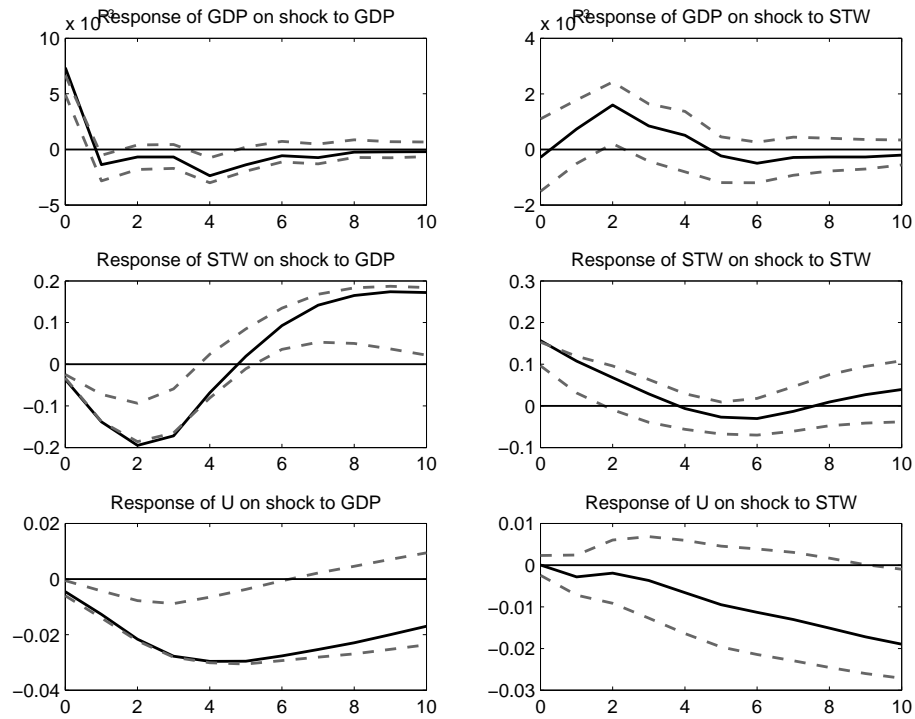 Response of GDP on shock to GDP
x 10⁻³
10
5
0
−5
0 2 4 6 8 10
Response of GDP on shock to STW
x 10⁻³
4
2
0
−2
0 2 4 6 8 10
Response of STW on shock to GDP
0.2
0.1
0
−0.1
−0.2
0 2 4 6 8 10
Response of STW on shock to STW
0.3
0.2
0.1
0
−0.1
0 2 4 6 8 10
Response of U on shock to GDP
0.02
0
−0.02
−0.04
0 2 4 6 8 10
Response of U on shock to STW
0.01
0
−0.01
−0.02
−0.03
0 2 4 6 8 10